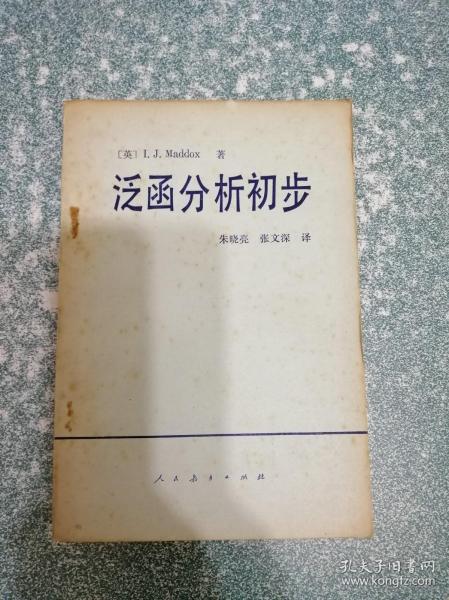 〔英〕I. J. Maddox 著
泛函分析初步
朱晓亮 张文深 译
人民教育出版社
孔夫子旧书网
www.kongfz.com